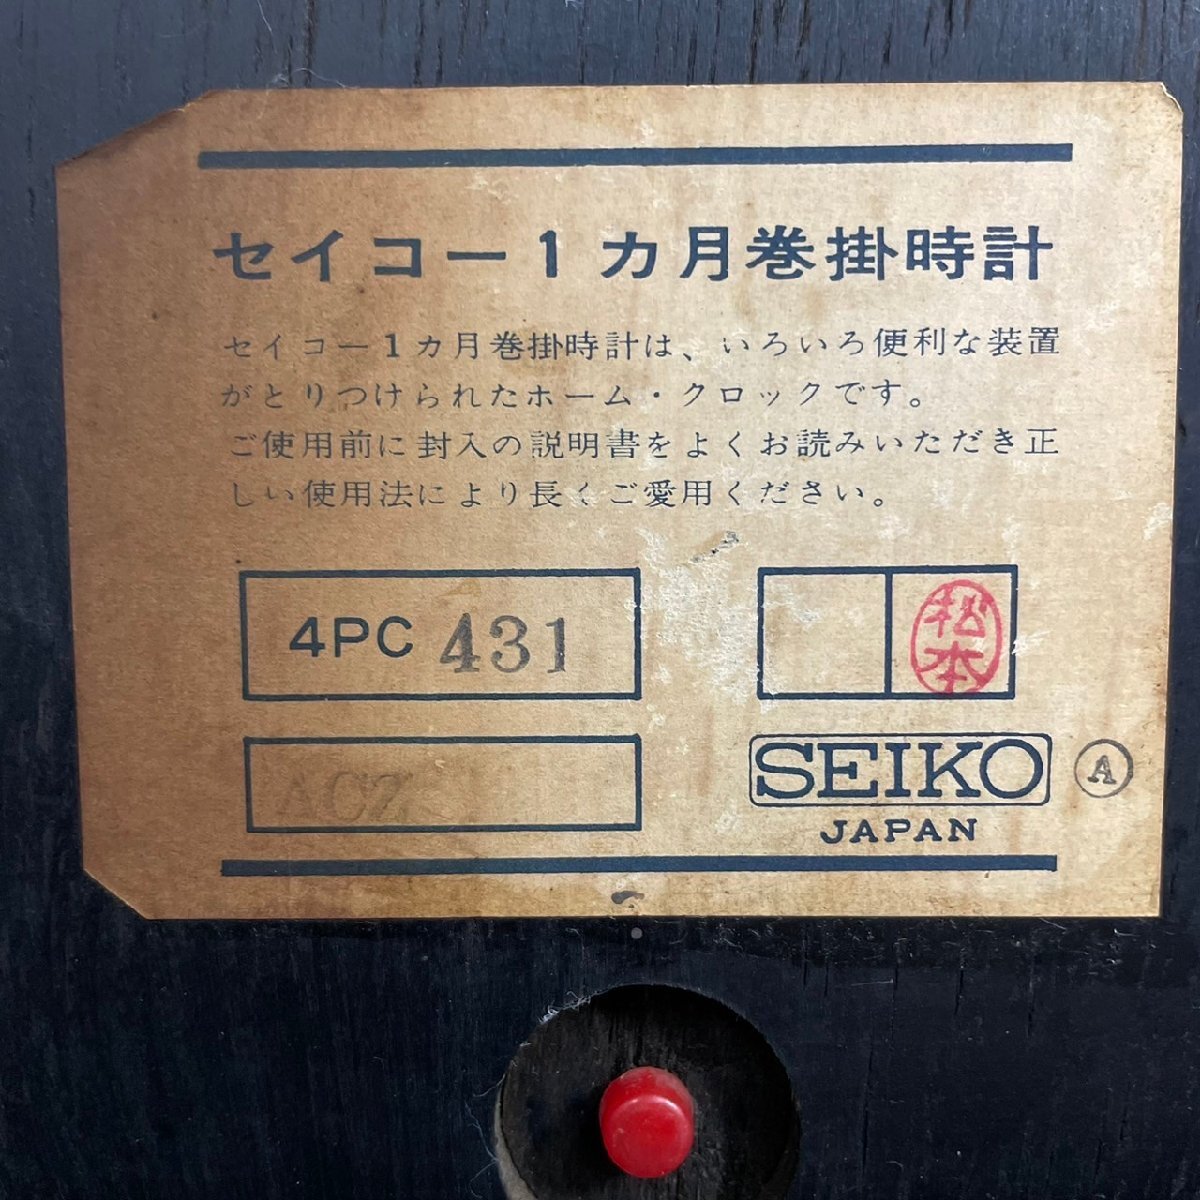 セイコー1カ月巻掛時計
セイコー1カ月巻掛時計は、いろいろ便利な装置
がとりつけられたホーム・クロックです。
ご使用前に封入の説明書をよくお読みいただき正
しい使用法により長くご愛用ください。
4PC 431
松本
SEIKO
A
JAPAN